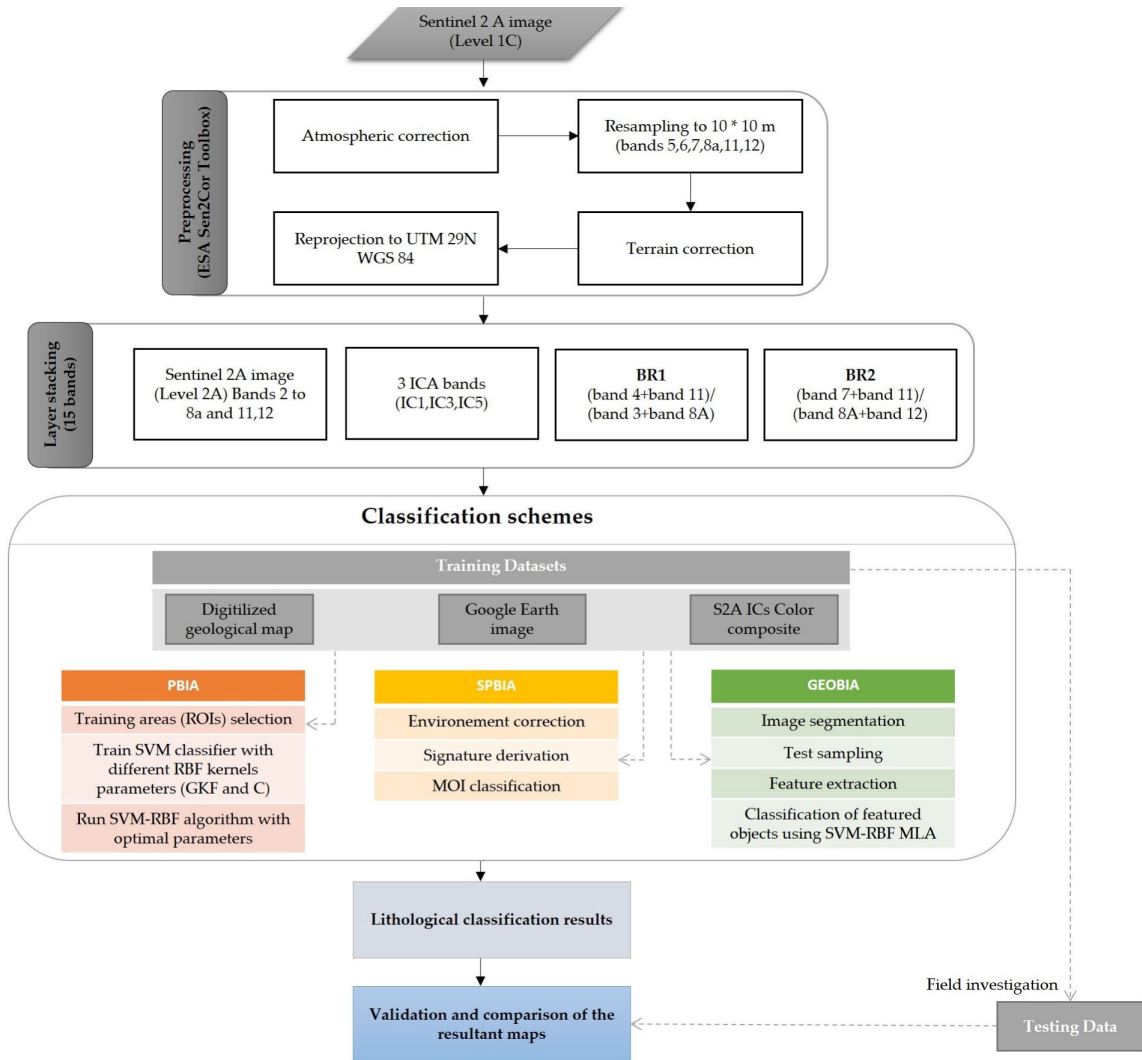 Sentinel 2 A image
(Level 1C)
Preprocessing
(ESA Sen2Cor Toolbox)
Atmospheric correction
Resampling to 10 * 10 m
(bands 5,6,7,8a,11,12)
Reprojection to UTM 29N
WGS 84
Terrain correction
Layer stacking
(15 bands)
Sentinel 2A image
(Level 2A) Bands 2 to
8a and 11,12
3 ICA bands
(IC1,IC3,IC5)
BR1
(band 4+band 11)/
(band 3+band 8A)
BR2
(band 7+band 11)/
(band 8A+band 12)
Classification schemes
Training Datasets
Digitilized
geological map
Google Earth
image
S2A ICs Color
composite
PBIA
Training areas (ROIs) selection
Train SVM classifier with
different RBF kernels
parameters (GKF and C)
Run SVM-RBF algorithm with
optimal parameters
SPBIA
Environement correction
Signature derivation
MOI classification
GEOBIA
Image segmentation
Test sampling
Feature extraction
Classification of featured
objects using SVM-RBF MLA
Lithological classification results
Validation and comparison of the
resultant maps
Field investigation
Testing Data